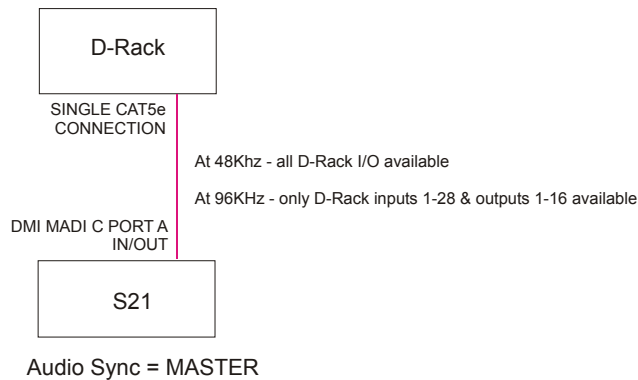 D-Rack
SINGLE CAT5e
CONNECTION
At 48Khz - all D-Rack I/O available
At 96KHz - only D-Rack inputs 1-28 & outputs 1-16 available
DMI MADI C PORT A
IN/OUT
S21
Audio Sync = MASTER